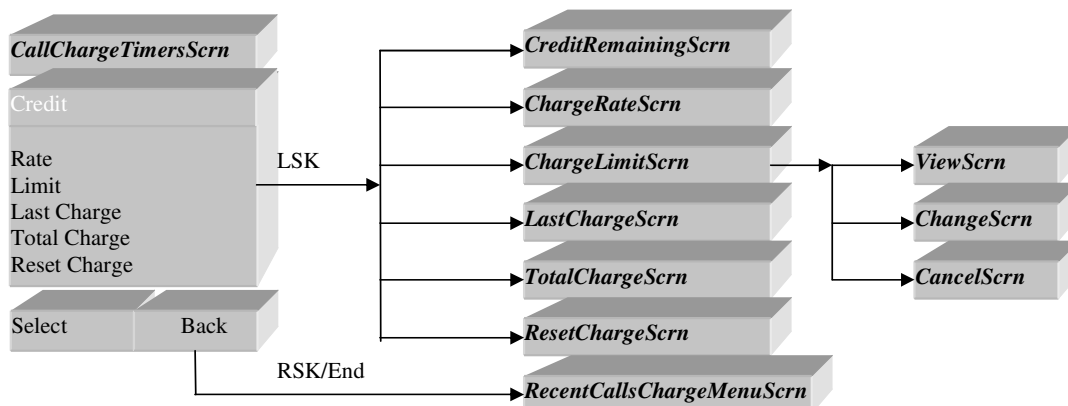 CallChargeTimersScrn
Credit
Rate
Limit
Last Charge
Total Charge
Reset Charge
Select
Back
LSK
RSK/End
CreditRemainingScrn
ChargeRateScrn
ChargeLimitScrn
LastChargeScrn
TotalChargeScrn
ResetChargeScrn
RecentCallsChargeMenuScrn
ViewScrn
ChangeScrn
CancelScrn